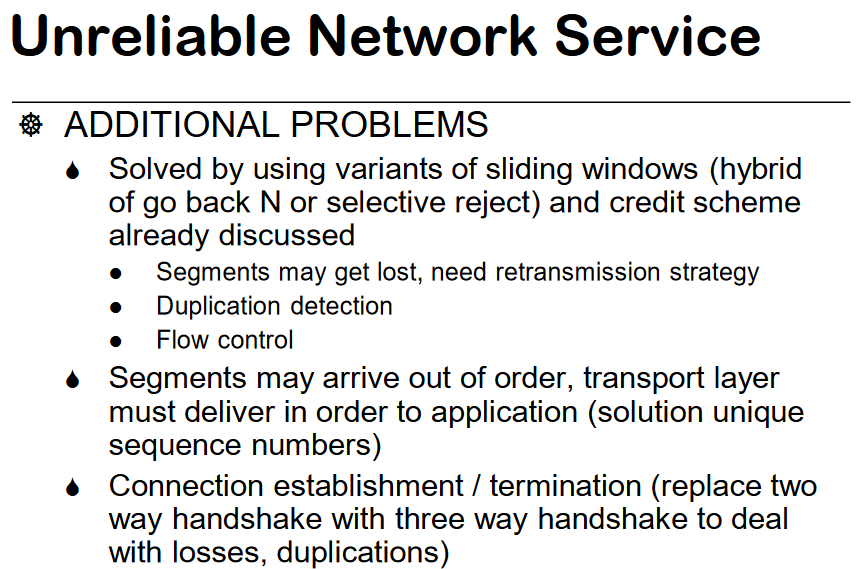 Unreliable Network Service
ADDITIONAL PROBLEMS
Solved by using variants of sliding windows (hybrid
of go back N or selective reject) and credit scheme
already discussed
Segments may get lost, need retransmission strategy
Duplication detection
Flow control
Segments may arrive out of order, transport layer
must deliver in order to application (solution unique
sequence numbers)
Connection establishment / termination (replace two
way handshake with three way handshake to deal
with losses, duplications)